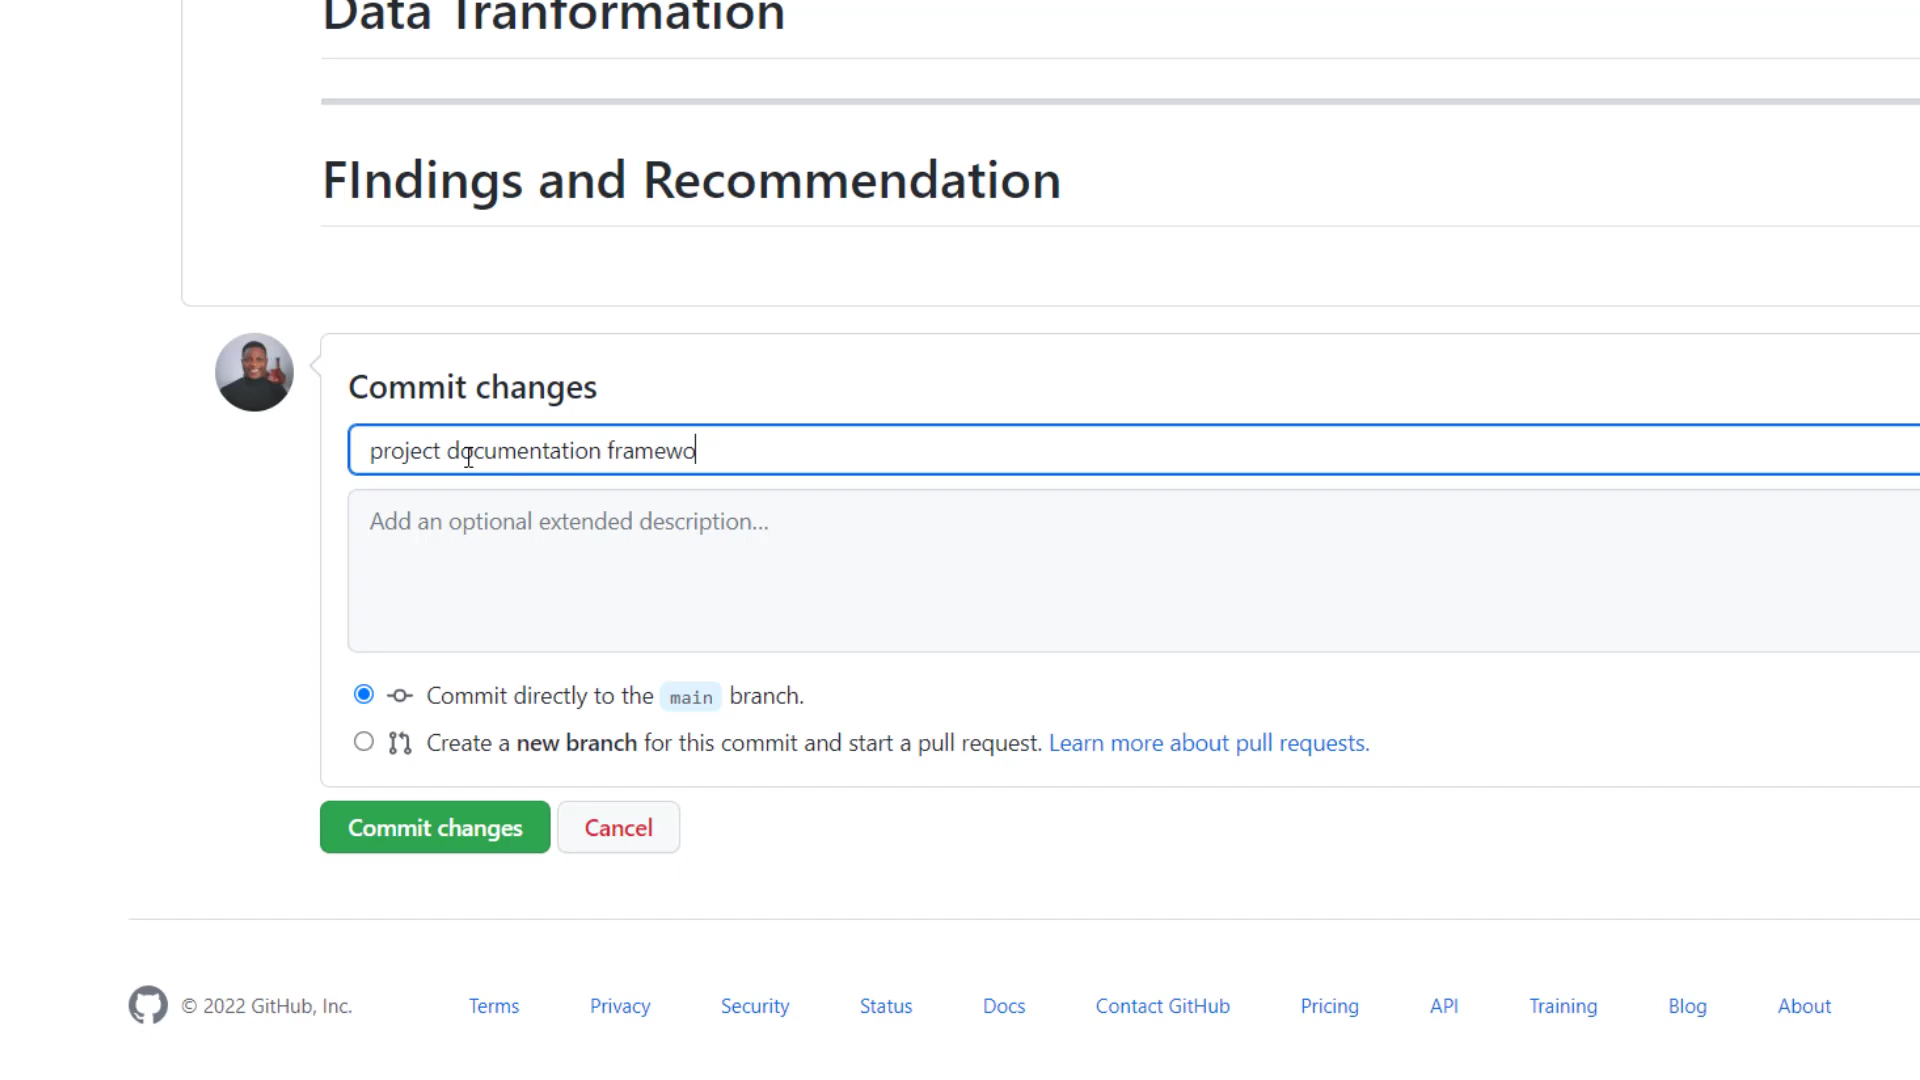 Data Tranformation
FIndings and Recommendation
Commit changes
project documentation framewo
Add an optional extended description...
Commit directly to the main branch.
Create a new branch for this commit and start a pull request. Learn more about pull requests.
Commit changes Cancel
© 2022 GitHub, Inc. Terms Privacy Security Status Docs Contact GitHub Pricing API Training Blog About